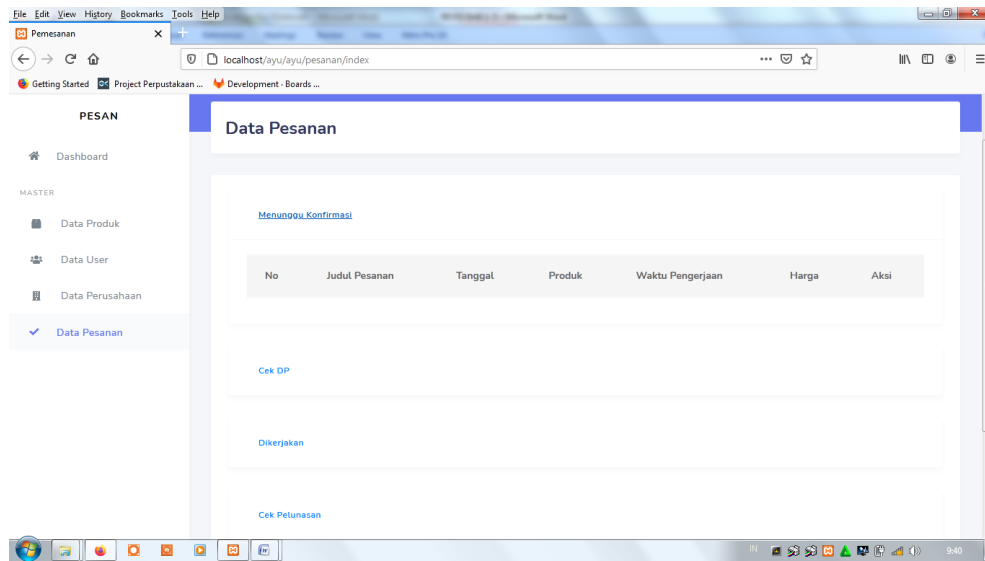 File Edit View History Bookmarks Tools Help
Pemesanan
localhost/ayu/ayu/pesanan/index
Getting Started Project Perpustakaan ... Development - Boards ...
PESAN
Dashboard
MASTER
Data Produk
Data User
Data Perusahaan
Data Pesanan
Data Pesanan
Menunggu Konfirmasi
No Judul Pesanan Tanggal Produk Waktu Pengerjaan Harga Aksi
Cek DP
Dikerjakan
Cek Pelunasan
IN 9:40